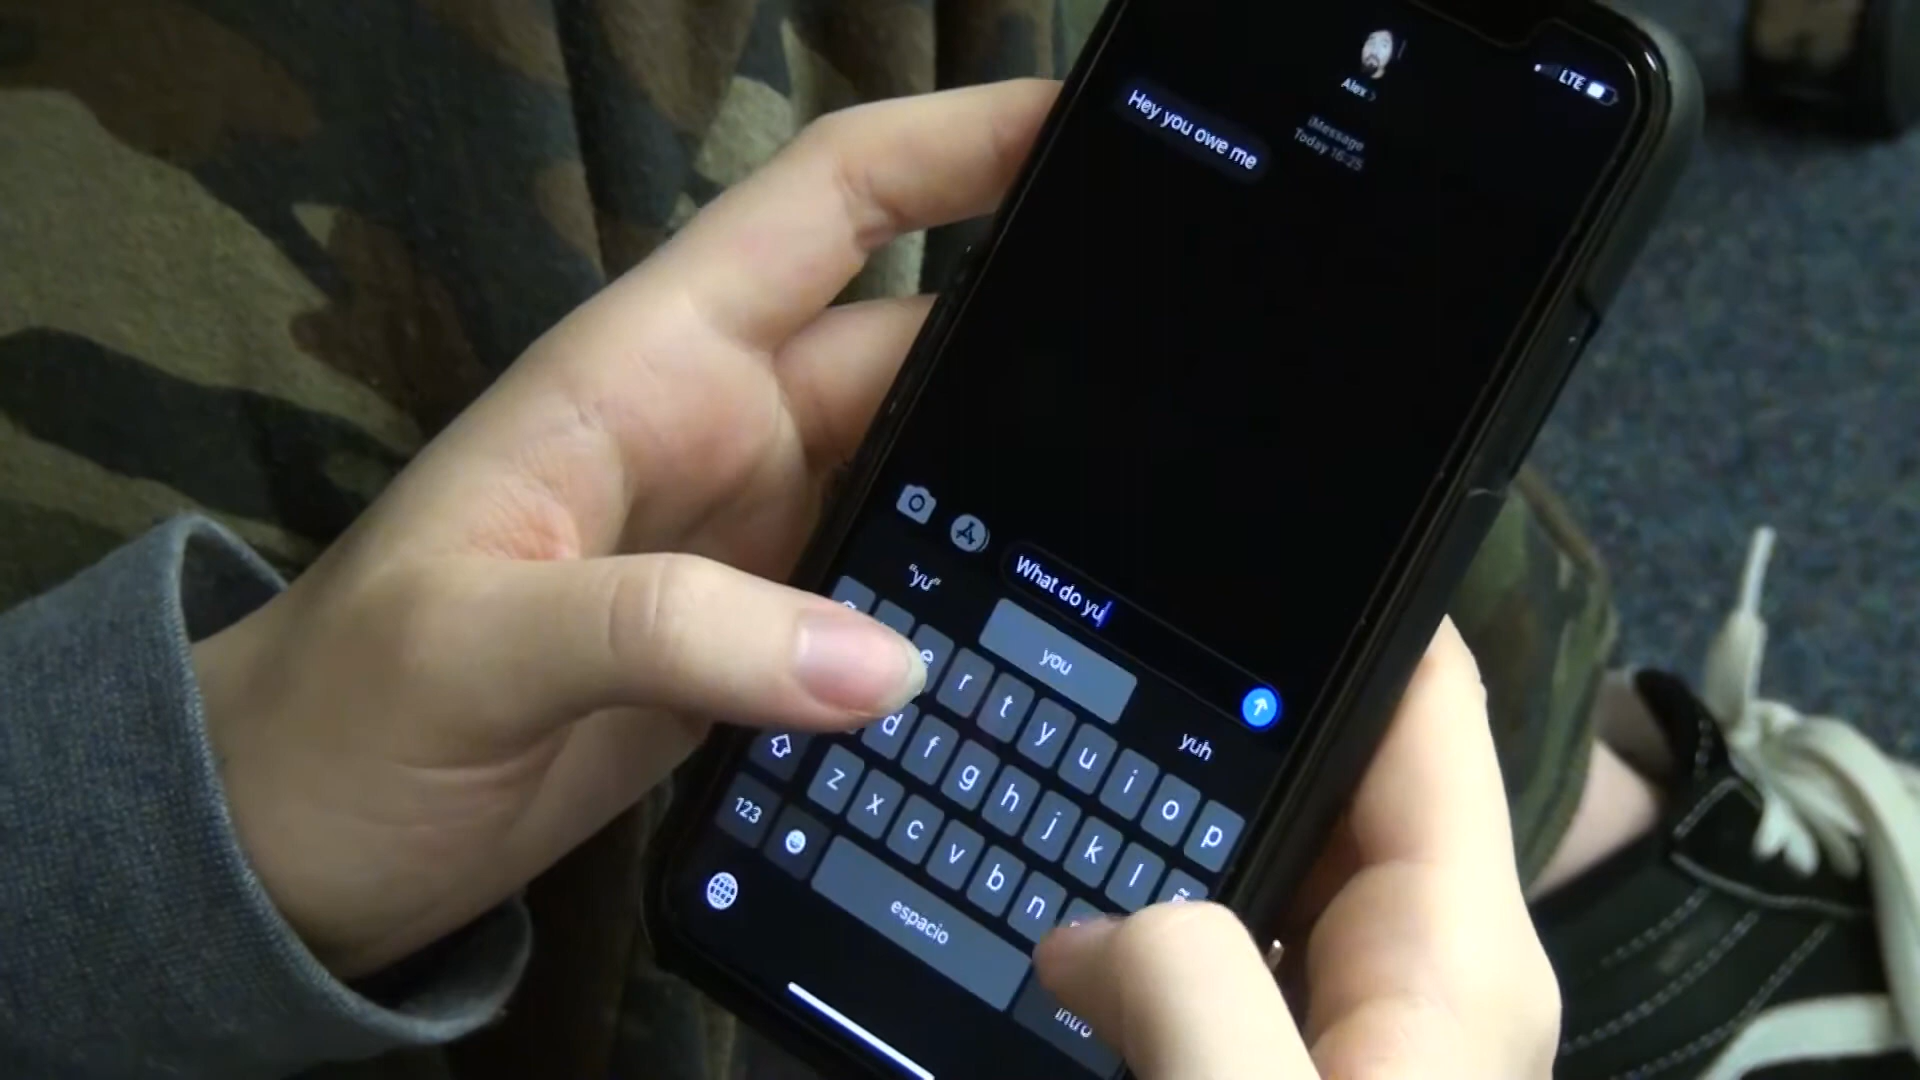 LTE
Alex >
iMessage
Today 16:25
Hey you owe me
What do yu
"yu"
you
yuh
e r t y u i o p
d f g h j k l ñ
z x c v b n
123
espacio
intro